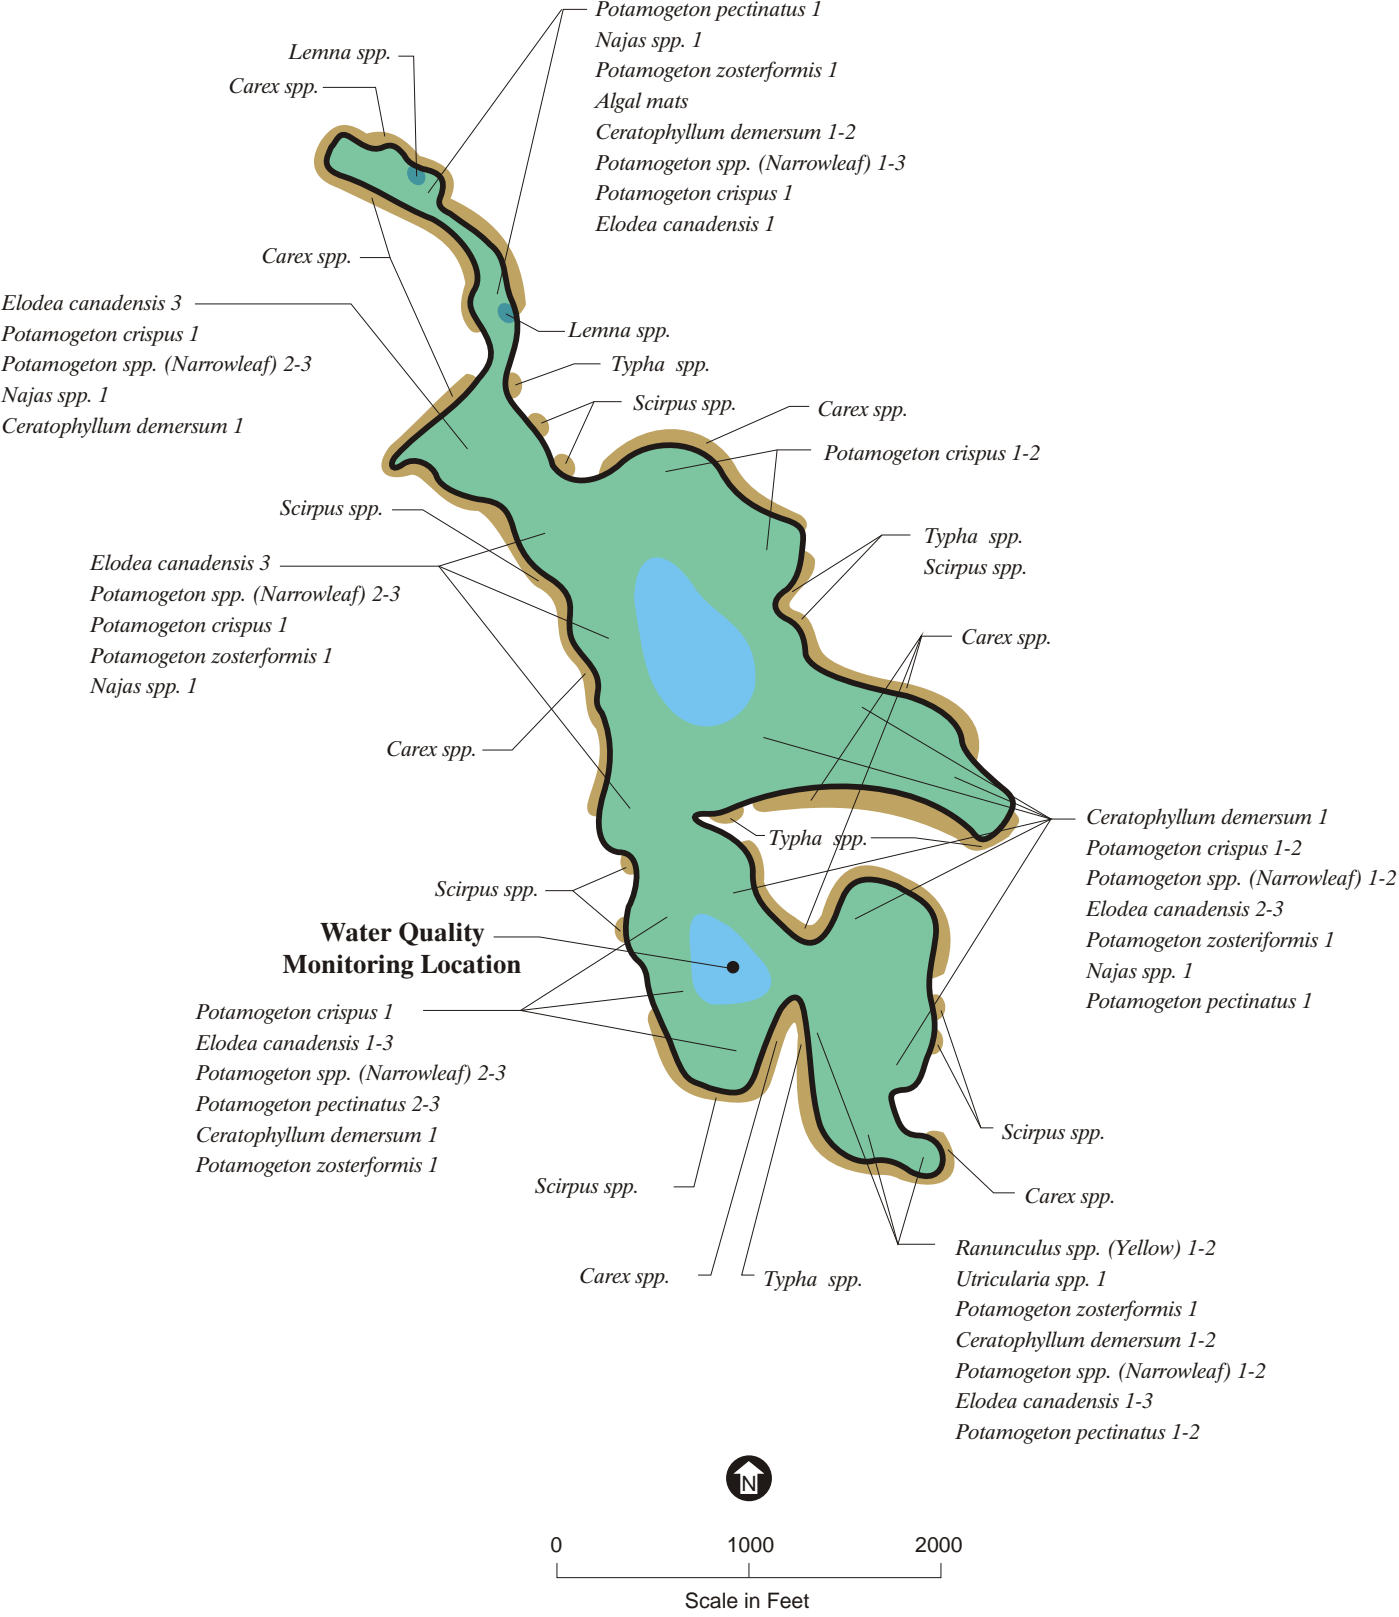 Potamogeton pectinatus 1
Najas spp. 1
Potamogeton zosterformis 1
Algal mats
Ceratophyllum demersum 1-2
Potamogeton spp. (Narrowleaf) 1-3
Potamogeton crispus 1
Elodea canadensis 1
Lemna spp.
Carex spp.
Carex spp.
Elodea canadensis 3
Potamogeton crispus 1
Potamogeton spp. (Narrowleaf) 2-3
Najas spp. 1
Ceratophyllum demersum 1
Lemna spp.
Typha spp.
Scirpus spp.
Carex spp.
Potamogeton crispus 1-2
Scirpus spp.
Typha spp.
Scirpus spp.
Elodea canadensis 3
Potamogeton spp. (Narrowleaf) 2-3
Potamogeton crispus 1
Potamogeton zosterformis 1
Najas spp. 1
Carex spp.
Carex spp.
Typha spp.
Ceratophyllum demersum 1
Potamogeton crispus 1-2
Potamogeton spp. (Narrowleaf) 1-2
Elodea canadensis 2-3
Potamogeton zosteriformis 1
Najas spp. 1
Potamogeton pectinatus 1
Scirpus spp.
Water Quality
Monitoring Location
Potamogeton crispus 1
Elodea canadensis 1-3
Potamogeton spp. (Narrowleaf) 2-3
Potamogeton pectinatus 2-3
Ceratophyllum demersum 1
Potamogeton zosterformis 1
Scirpus spp.
Scirpus spp.
Carex spp.
Carex spp.
Typha spp.
Ranunculus spp. (Yellow) 1-2
Utricularia spp. 1
Potamogeton zosterformis 1
Ceratophyllum demersum 1-2
Potamogeton spp. (Narrowleaf) 1-2
Elodea canadensis 1-3
Potamogeton pectinatus 1-2
N
0 1000 2000
Scale in Feet